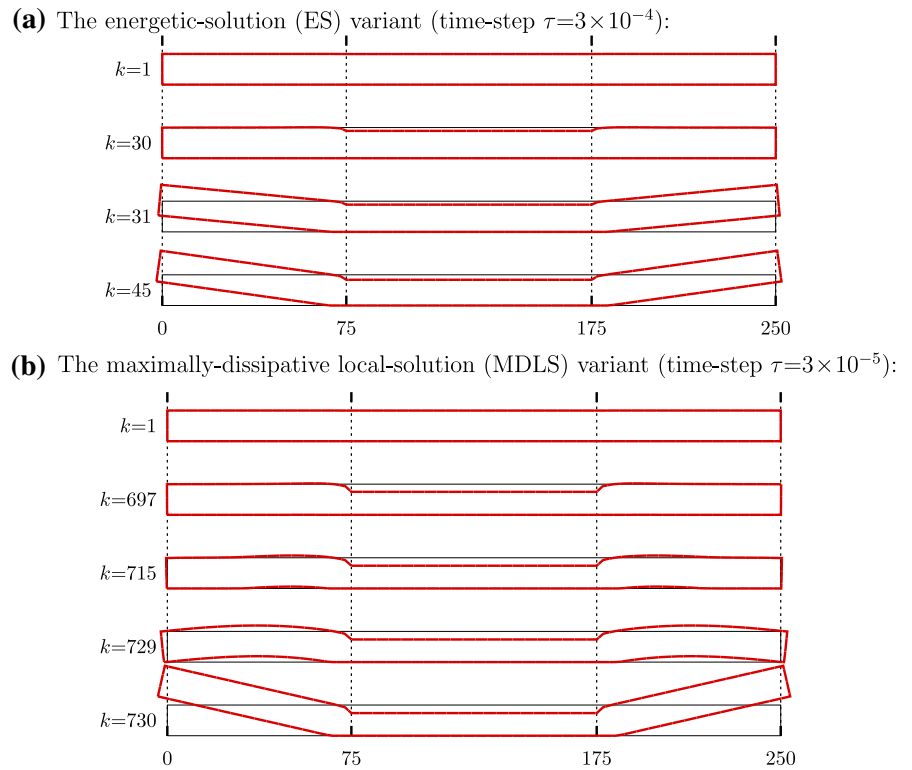 (a) The energetic-solution (ES) variant (time-step τ=3×10⁻⁴):
k=1
k=30
k=31
k=45
0 75 175 250
(b) The maximally-dissipative local-solution (MDLS) variant (time-step τ=3×10⁻⁵):
k=1
k=697
k=715
k=729
k=730
0 75 175 250